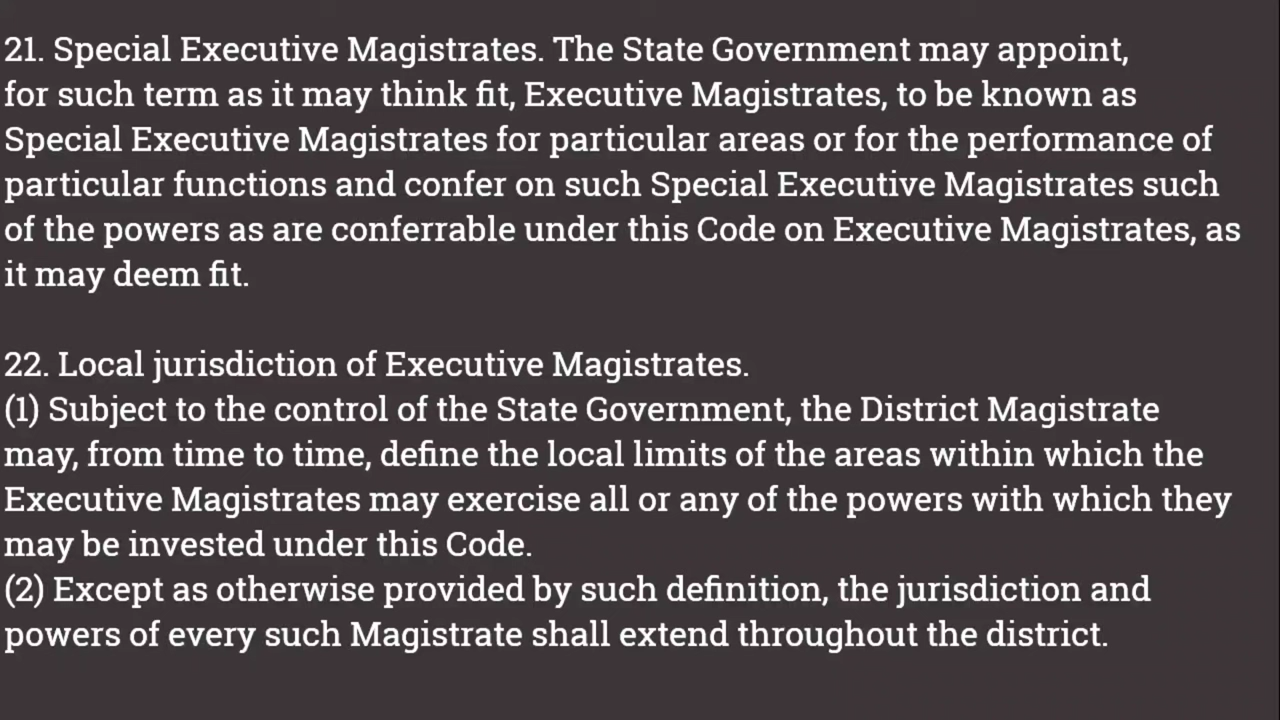 21. Special Executive Magistrates. The State Government may appoint,
for such term as it may think fit, Executive Magistrates, to be known as
Special Executive Magistrates for particular areas or for the performance of
particular functions and confer on such Special Executive Magistrates such
of the powers as are conferrable under this Code on Executive Magistrates, as
it may deem fit.
22. Local jurisdiction of Executive Magistrates.
(1) Subject to the control of the State Government, the District Magistrate
may, from time to time, define the local limits of the areas within which the
Executive Magistrates may exercise all or any of the powers with which they
may be invested under this Code.
(2) Except as otherwise provided by such definition, the jurisdiction and
powers of every such Magistrate shall extend throughout the district.